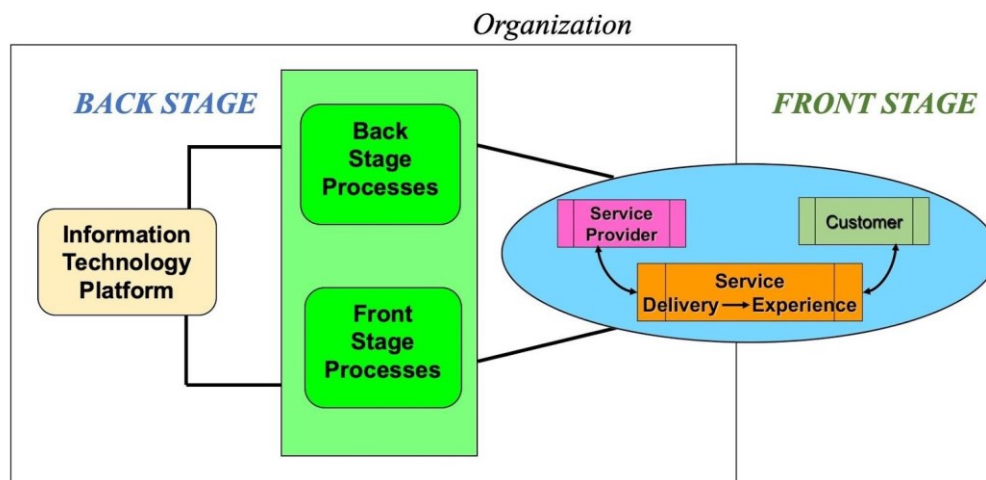 Organization
BACK STAGE
FRONT STAGE
Back
Stage
Processes
Information
Technology
Platform
Front
Stage
Processes
Service
Provider
Customer
Service
Delivery Experience